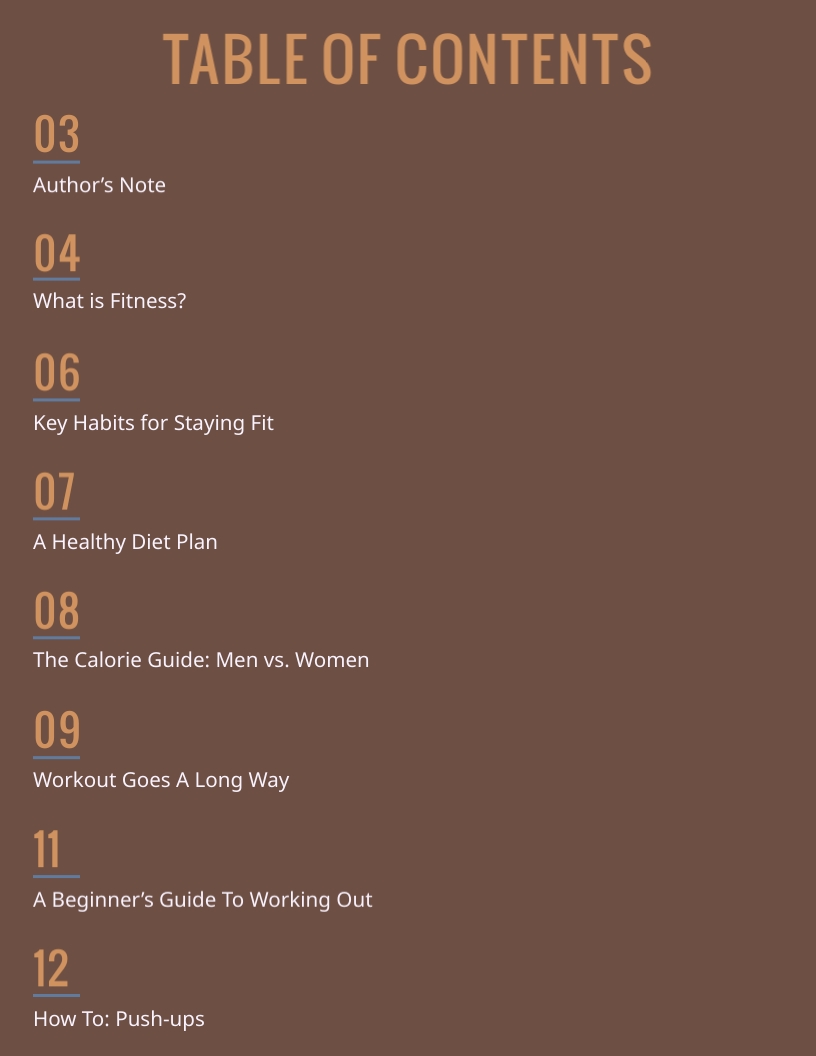 TABLE OF CONTENTS
03
Author’s Note
04
What is Fitness?
06
Key Habits for Staying Fit
07
A Healthy Diet Plan
08
The Calorie Guide: Men vs. Women
09
Workout Goes A Long Way
11
A Beginner’s Guide To Working Out
12
How To: Push-ups